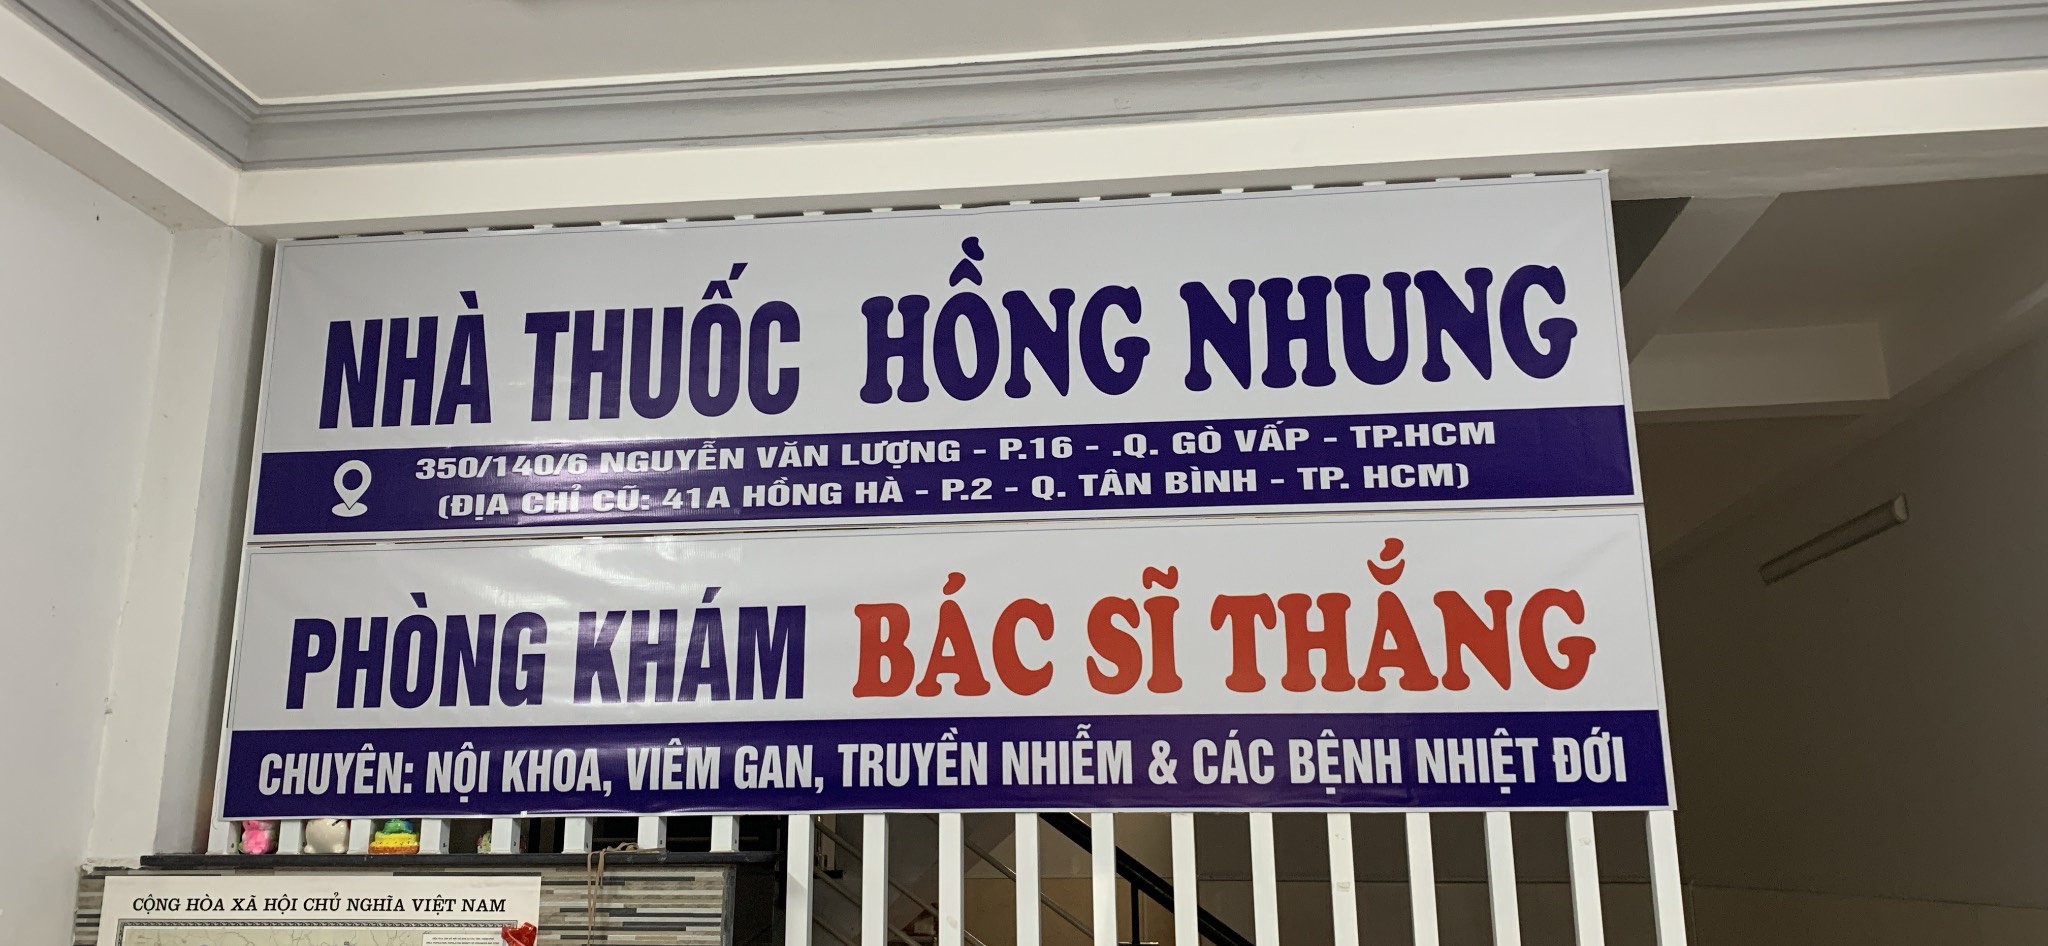 NHÀ THUỐC HỒNG NHUNG
350/140/6 NGUYỄN VĂN LƯỢNG - P.16 - .Q. GÒ VẤP - TP.HCM
(ĐỊA CHỈ CŨ: 41A HỒNG HÀ - P.2 - Q. TÂN BÌNH - TP. HCM)
PHÒNG KHÁM BÁC SĨ THẮNG
CHUYÊN: NỘI KHOA, VIÊM GAN, TRUYỀN NHIỄM & CÁC BỆNH NHIỆT ĐỚI
CỘNG HÒA XÃ HỘI CHỦ NGHĨA VIỆT NAM